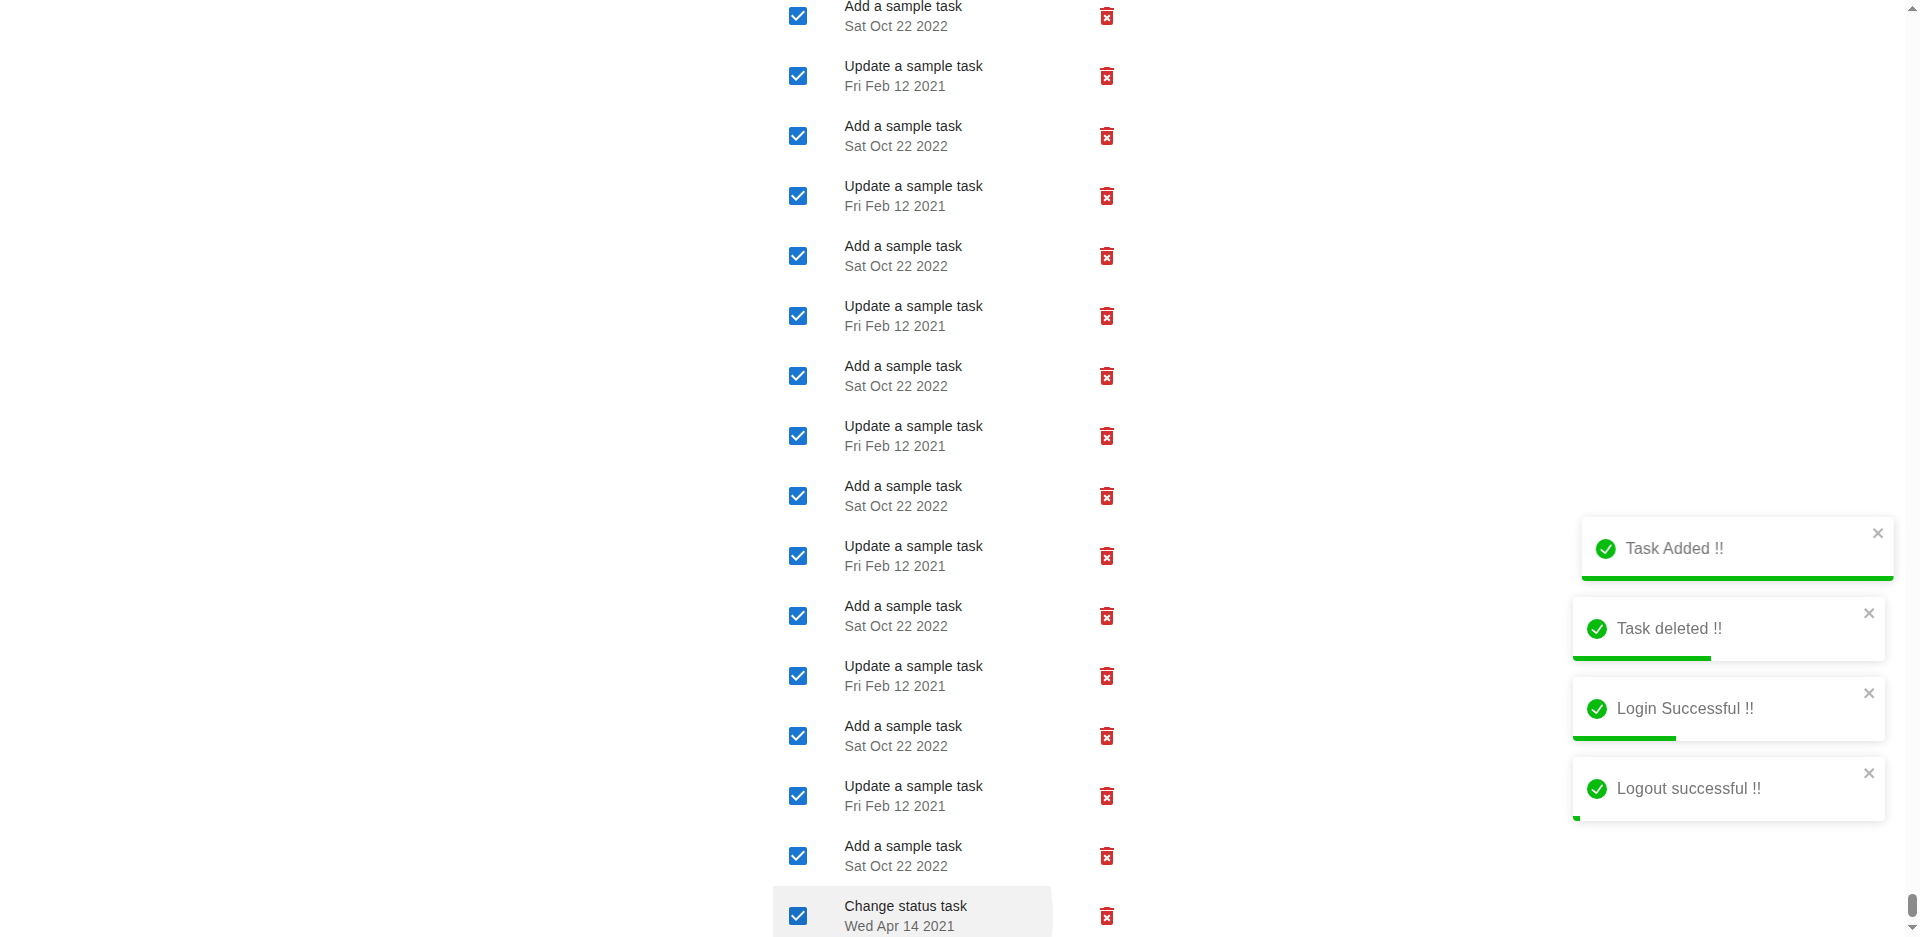 Add a sample task
Sat Oct 22 2022
Update a sample task
Fri Feb 12 2021
Add a sample task
Sat Oct 22 2022
Update a sample task
Fri Feb 12 2021
Add a sample task
Sat Oct 22 2022
Update a sample task
Fri Feb 12 2021
Add a sample task
Sat Oct 22 2022
Update a sample task
Fri Feb 12 2021
Add a sample task
Sat Oct 22 2022
Update a sample task
Fri Feb 12 2021
Add a sample task
Sat Oct 22 2022
Update a sample task
Fri Feb 12 2021
Add a sample task
Sat Oct 22 2022
Update a sample task
Fri Feb 12 2021
Add a sample task
Sat Oct 22 2022
Change status task
Wed Apr 14 2021
Task Added !!
Task deleted !!
Login Successful !!
Logout successful !!